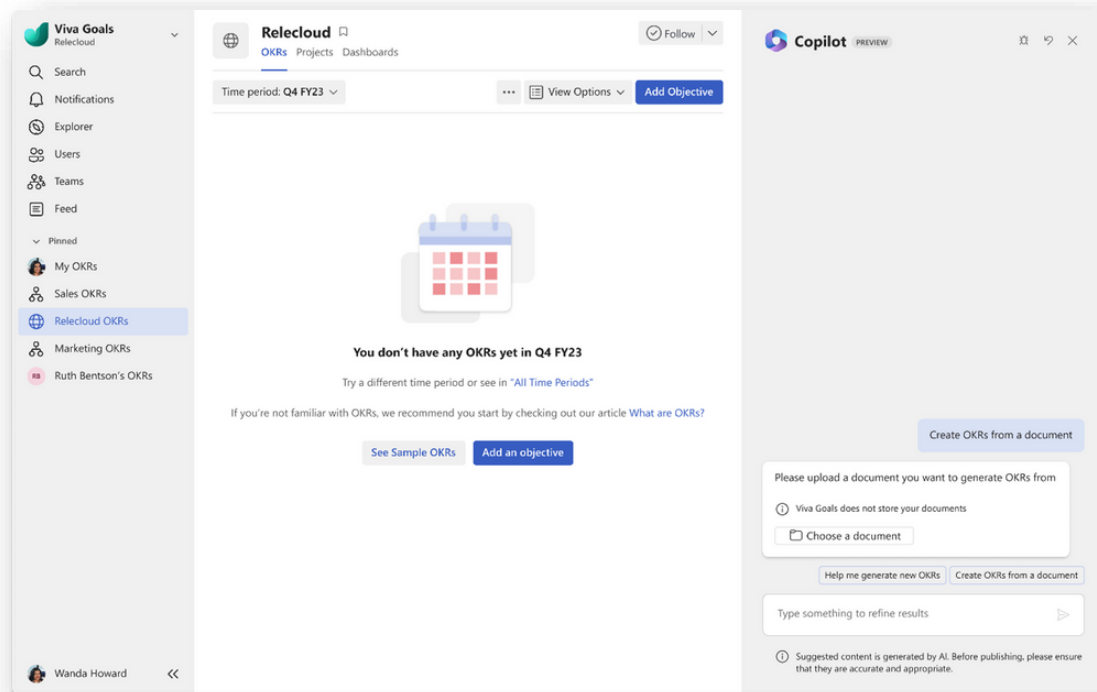 Viva Goals
Relecloud
Search
Notifications
Explorer
Users
Teams
Feed
Pinned
My OKRs
Sales OKRs
Relecloud OKRs
Marketing OKRs
RB
Ruth Bentson's OKRs
Wanda Howard
Relecloud
OKRs Projects Dashboards
Follow
Time period: Q4 FY23
View Options
Add Objective
You don't have any OKRs yet in Q4 FY23
Try a different time period or see in "All Time Periods"
If you're not familiar with OKRs, we recommend you start by checking out our article What are OKRs?
See Sample OKRs
Add an objective
Copilot PREVIEW
Create OKRs from a document
Please upload a document you want to generate OKRs from
Viva Goals does not store your documents
Choose a document
Help me generate new OKRs
Create OKRs from a document
Type something to refine results
Suggested content is generated by AI. Before publishing, please ensure
that they are accurate and appropriate.